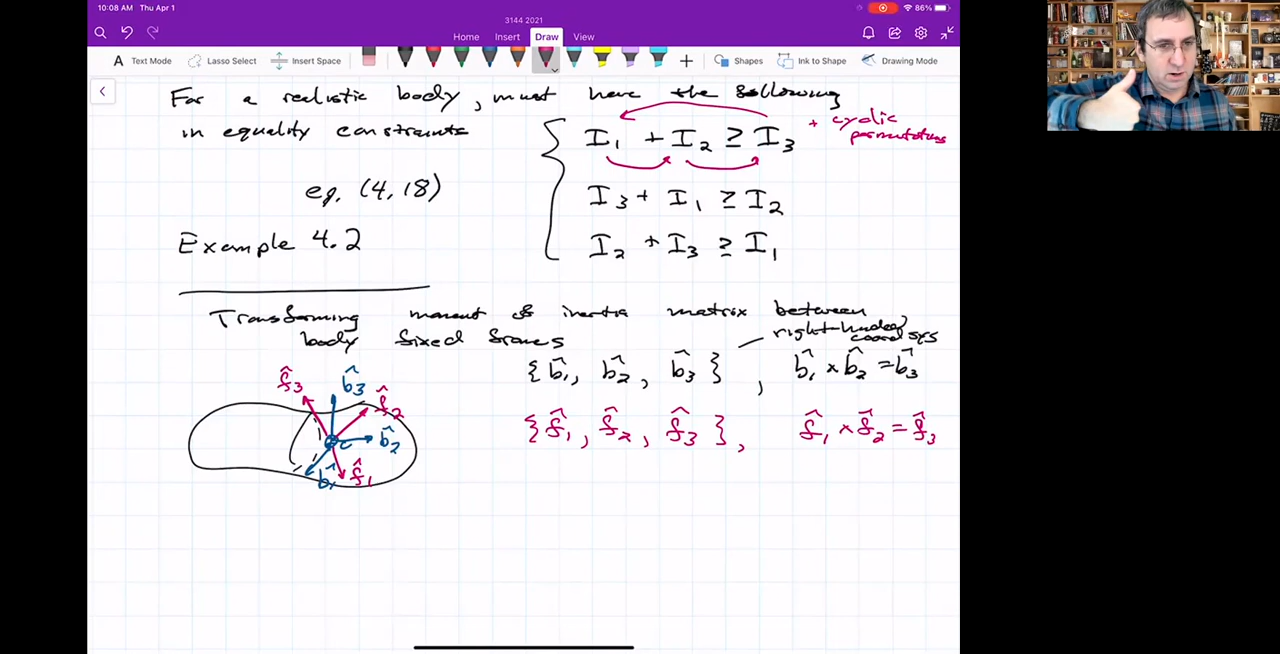 10:08 AM Thu Apr 1
86%
3144 2021
Home Insert Draw View
Text Mode Lasso Select Insert Space Shapes Ink to Shape Drawing Mode
For a realistic body, must have the following
in equality constraints
I₁ + I₂ ≥ I₃
+ cyclic
permutations
eg, (4,18)
I₃ + I₁ ≥ I₂
Example 4.2
I₂ + I₃ ≥ I₁
Transforming moment of inertia matrix between
body fixed frames
right-handed
coord sys
{b̂₁, b̂₂, b̂₃}, b̂₁ × b̂₂ = b̂₃
{f̂₁, f̂₂, f̂₃}, f̂₁ × f̂₂ = f̂₃
f̂₃ b̂₃ f̂₂
c b̂₂
b̂₁ f̂₁